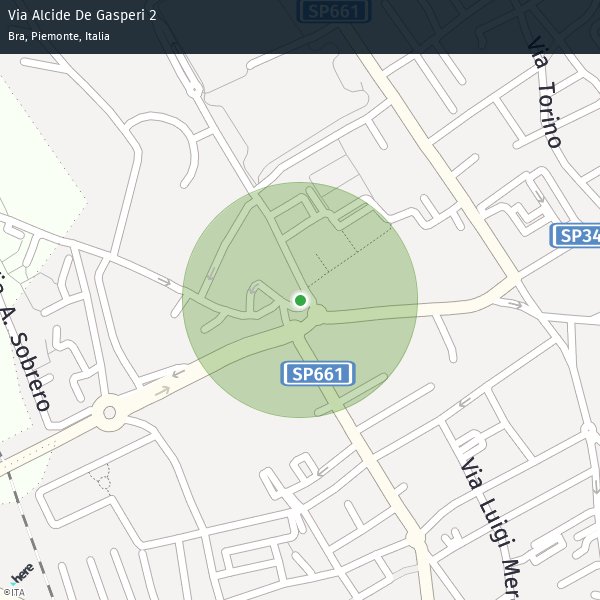 Via Alcide De Gasperi 2
Bra, Piemonte, Italia
SP661
Via Torino
SP34
A. Sobrero
SP661
Via Luigi Mer
here
©ITA